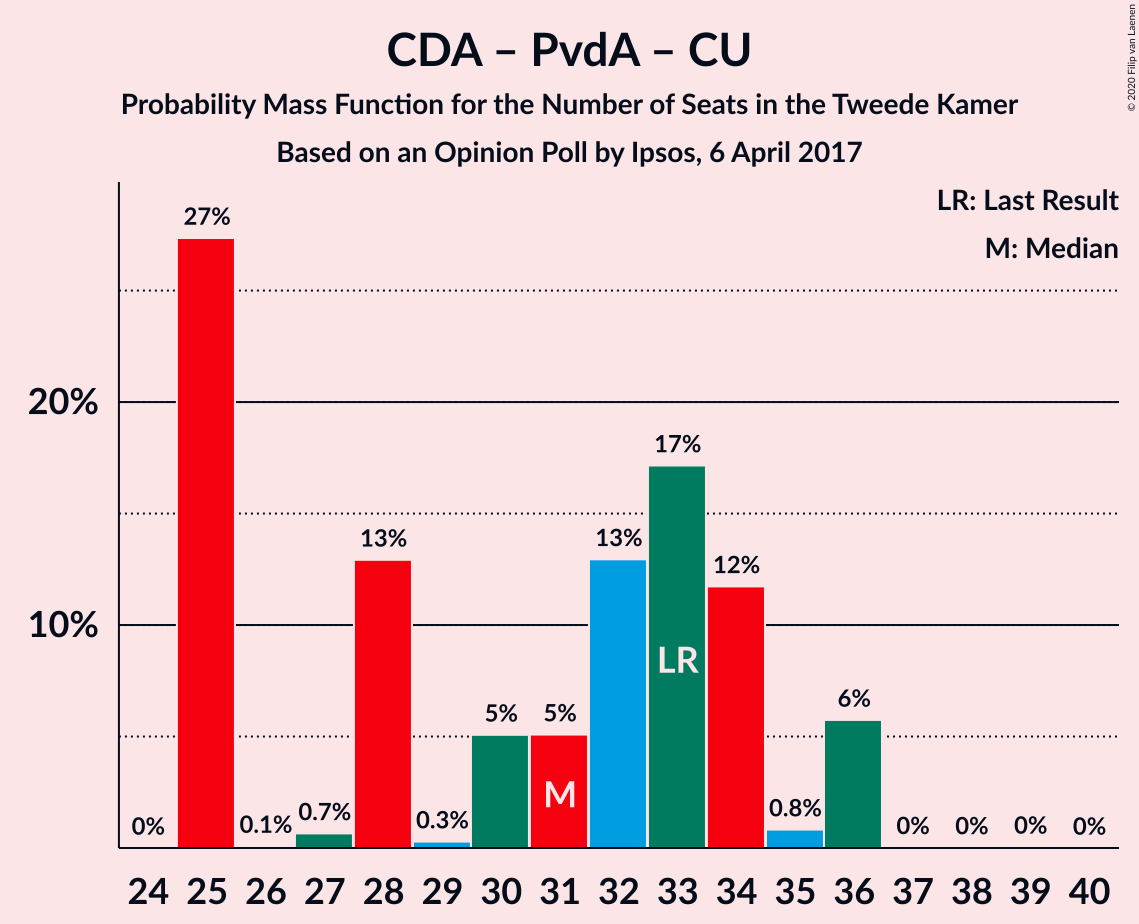 CDA – PvdA – CU
Probability Mass Function for the Number of Seats in the Tweede Kamer
Based on an Opinion Poll by Ipsos, 6 April 2017
© 2020 Filip van Laenen
LR: Last Result
M: Median
20%
10%
0%
27%
0.1%
0.7%
13%
0.3%
5%
5%
13%
17%
12%
0.8%
6%
0%
0%
0%
0%
LR
M
24 25 26 27 28 29 30 31 32 33 34 35 36 37 38 39 40